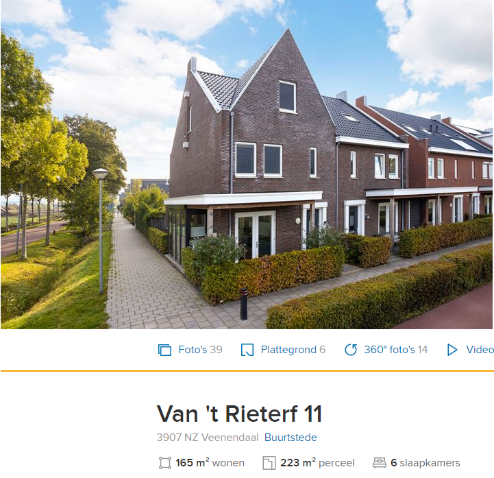 Foto's 39 Plattegrond 6 360° foto's 14 Video
Van 't Rieterf 11
3907 NZ Veenendaal Buurtstede
165 m² wonen 223 m² perceel 6 slaapkamers